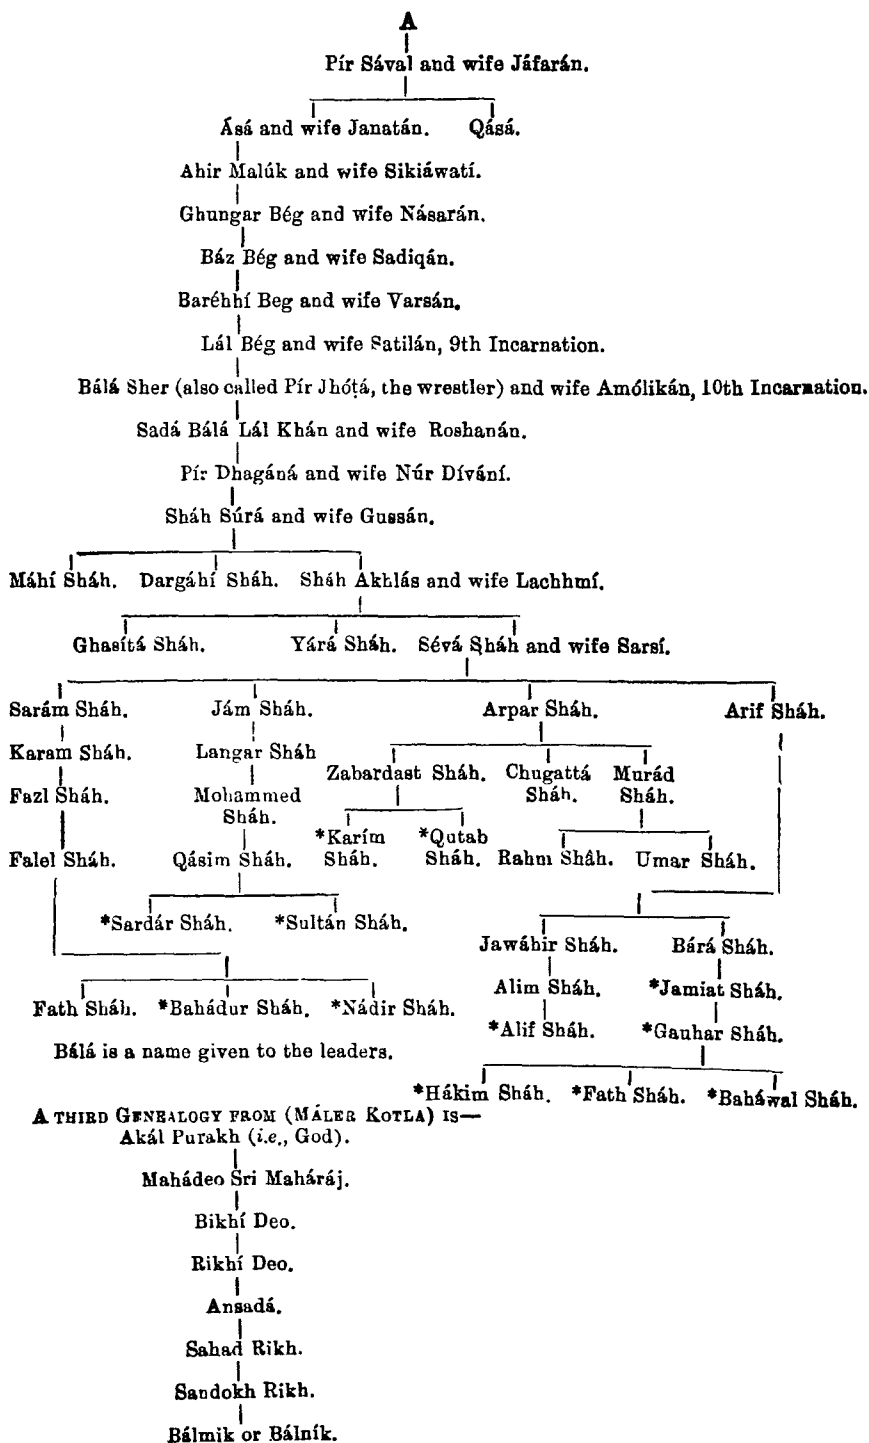 A
Pír Sával and wife Jáfarán.
Ásá and wife Janatán. Qásá.
Ahir Malúk and wife Sikiáwatí.
Ghungar Bég and wife Násarán.
Báz Bég and wife Sadiqán.
Baréhhí Beg and wife Varsán.
Lál Bég and wife Satilán, 9th Incarnation.
Bálá Sher (also called Pír Jhóṭá, the wrestler) and wife Amólikán, 10th Incarnation.
Sadá Bálá Lál Khán and wife Roshanán.
Pír Dhagáná and wife Núr Dívání.
Sháh Súrá and wife Gussán.
Máhí Sháh. Dargáhí Sháh. Sháh Akhlás and wife Lachhmí.
Ghasítá Sháh. Yárá Sháh. Sévá Sháh and wife Sarsí.
Sarám Sháh. Jám Sháh. Arpar Sháh. Arif Sháh.
Karam Sháh. Langar Sháh
Zabardast Sháh. Chugattá Murád
Fazl Sháh. Mohammed Sháh. Sháh.
Sháh.
*Karím *Qutab
Falel Sháh. Qásim Sháh. Sháh. Sháh. Rahm Sháh. Umar Sháh.
*Sardár Sháh. *Sultán Sháh.
Jawáhir Sháh. Bárá Sháh.
Alim Sháh. *Jamiat Sháh.
Fath Sháh. *Bahádur Sháh. *Nádir Sháh.
*Alif Sháh. *Gauhar Sháh.
Bálá is a name given to the leaders.
*Hákim Sháh. *Fath Sháh. *Baháwal Sháh.
A THIRD GENEALOGY FROM (MÁLER KOTLA) IS—
Akál Purakh (i.e., God).
Mahádeo Sri Maháráj.
Bikhí Deo.
Rikhí Deo.
Ansadá.
Sahad Rikh.
Sandokh Rikh.
Bálmik or Bálník.